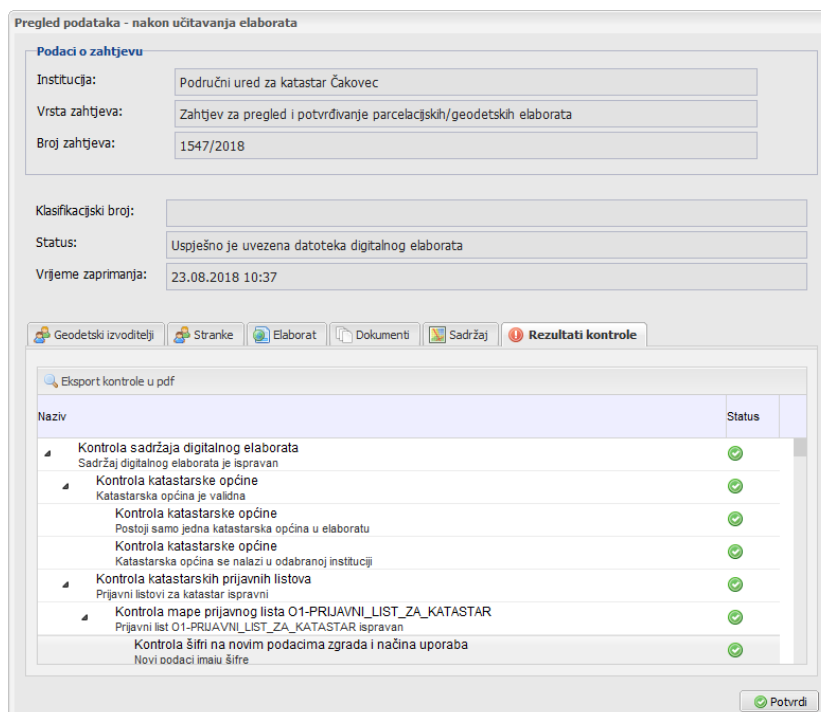 Pregled podataka - nakon učitavanja elaborata
Podaci o zahtjevu
Institucija: Područni ured za katastar Čakovec
Vrsta zahtjeva: Zahtjev za pregled i potvrđivanje parcelacijskih/geodetskih elaborata
Broj zahtjeva: 1547/2018
Klasifikacijski broj:
Status: Uspješno je uvezena datoteka digitalnog elaborata
Vrijeme zaprimanja: 23.08.2018 10:37
Geodetski izvoditelji Stranke Elaborat Dokumenti Sadržaj Rezultati kontrole
Eksport kontrole u pdf
Naziv Status
Kontrola sadržaja digitalnog elaborata
Sadržaj digitalnog elaborata je ispravan
Kontrola katastarske općine
Katastarska općina je validna
Kontrola katastarske općine
Postoji samo jedna katastarska općina u elaboratu
Kontrola katastarske općine
Katastarska općina se nalazi u odabranoj instituciji
Kontrola katastarskih prijavnih listova
Prijavni listovi za katastar ispravni
Kontrola mape prijavnog lista O1-PRIJAVNI_LIST_ZA_KATASTAR
Prijavni list O1-PRIJAVNI_LIST_ZA_KATASTAR ispravan
Kontrola šifri na novim podacima zgrada i načina uporaba
Novi podaci imaju šifre
Potvrdi